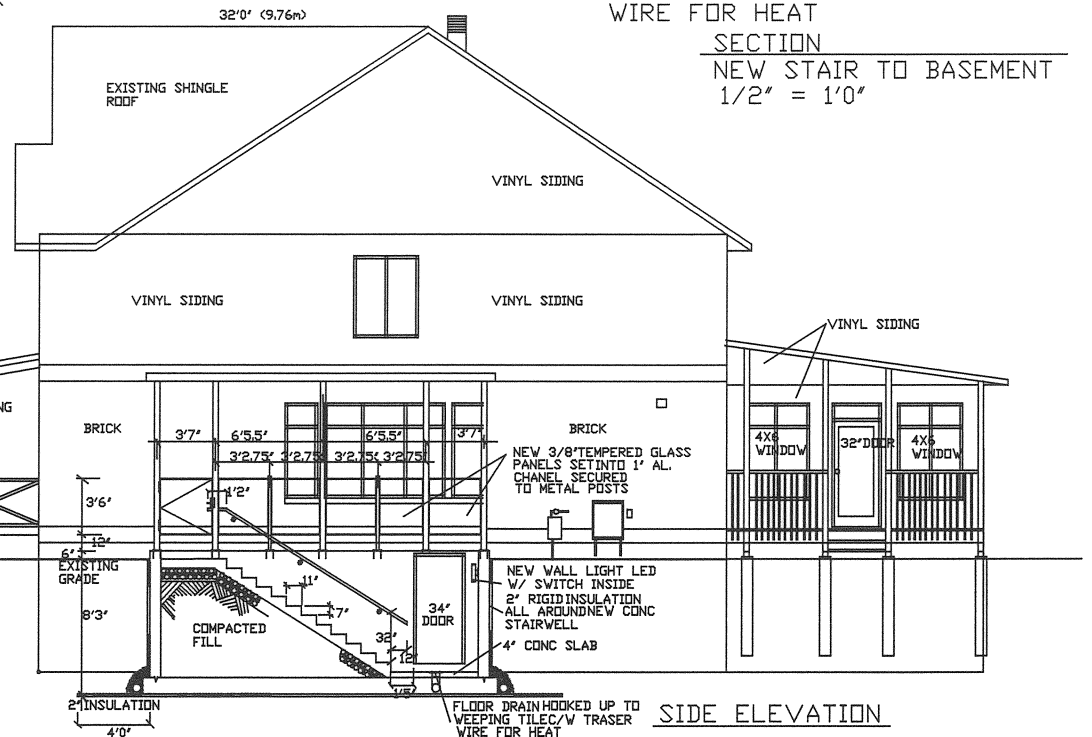 32'0" (9.76m)
WIRE FOR HEAT
SECTION
NEW STAIR TO BASEMENT
1/2" = 1'0"
EXISTING SHINGLE
ROOF
VINYL SIDING
VINYL SIDING
VINYL SIDING
VINYL SIDING
NG
BRICK
3'7"
6'5.5"
6'5.5"
3'7"
BRICK
3'2.75"
3'2.75"
3'2.75"
3'2.75"
NEW 3/8"TEMPERED GLASS
PANELS SETINTO 1" AL.
CHANEL SECURED
TO METAL POSTS
4X6
WINDOW
32"DOOR
4X6
WINDOW
3'6"
1'2"
12"
6"
EXISTING
GRADE
8'3"
11"
7"
COMPACTED
FILL
32"
12"
34"
DOOR
NEW WALL LIGHT LED
W/ SWITCH INSIDE
2" RIGIDINSULATION
ALL AROUNDNEW CONC
STAIRWELL
4" CONC SLAB
1'5"
2"INSULATION
4'0"
FLOOR DRAINHOOKED UP TO
WEEPING TILEC/W TRASER
WIRE FOR HEAT
SIDE ELEVATION